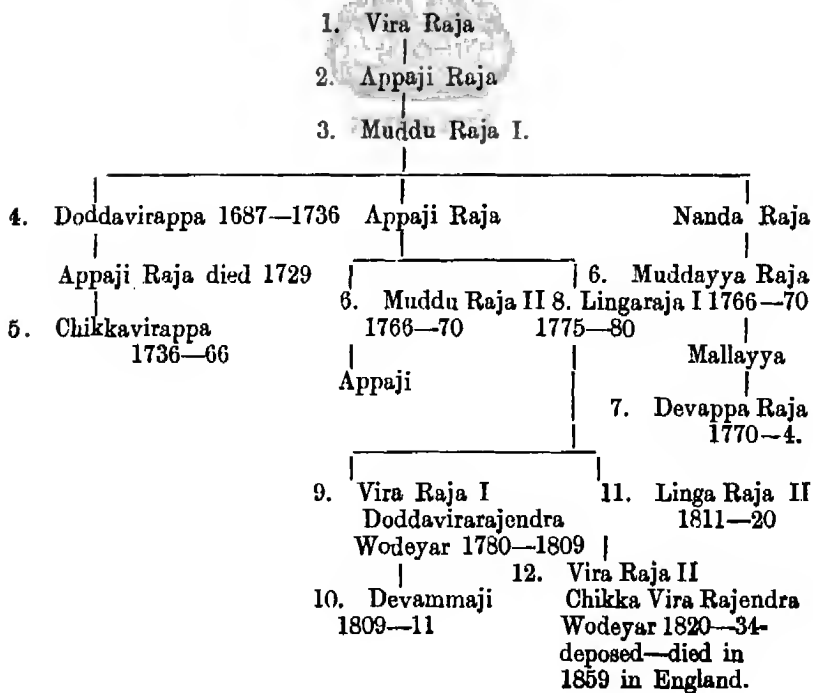 1. Vira Raja
2. Appaji Raja
3. Muddu Raja I.
4. Doddavirappa 1687—1736 Appaji Raja Nanda Raja
Appaji Raja died 1729 6. Muddayya Raja
6. Muddu Raja II 8. Lingaraja I 1766—70
5. Chikkavirappa 1766—70 1775—80
1736—66 Mallayya
Appaji
7. Devappa Raja
1770—4.
9. Vira Raja I 11. Linga Raja II
Doddavirarajendra 1811—20
Wodeyar 1780—1809
12. Vira Raja II
10. Devammaji Chikka Vira Rajendra
1809—11 Wodeyar 1820—34-
deposed—died in
1859 in England.